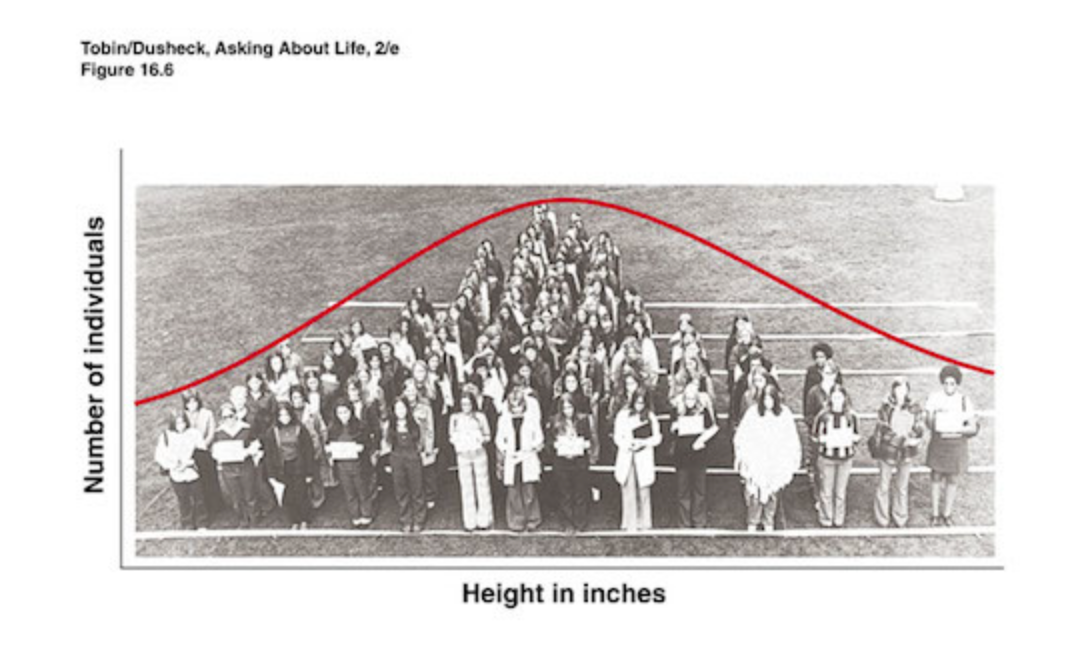 Tobin/Dusheck, Asking About Life, 2/e
Figure 16.6
Number of individuals
Height in inches